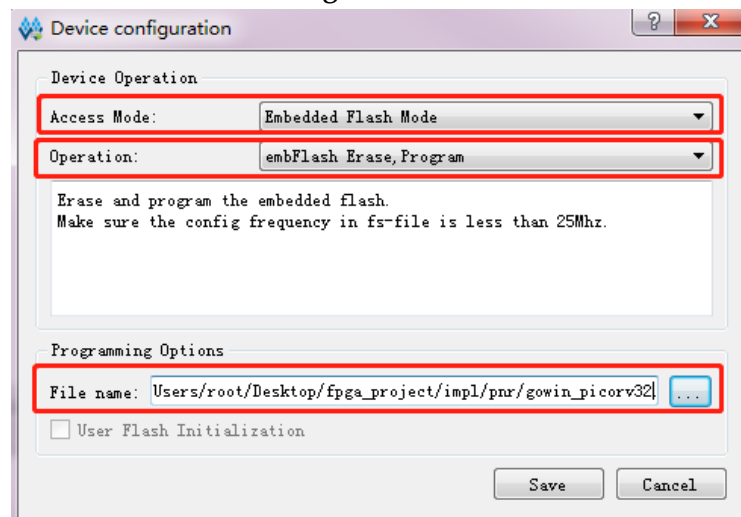 Device configuration
?
X
Device Operation
Access Mode: Embedded Flash Mode
Operation: embFlash Erase,Program
Erase and program the embedded flash.
Make sure the config frequency in fs-file is less than 25Mhz.
Programming Options
File name: Users/root/Desktop/fpga_project/impl/pnr/gowin_picorv32 ...
User Flash Initialization
Save Cancel